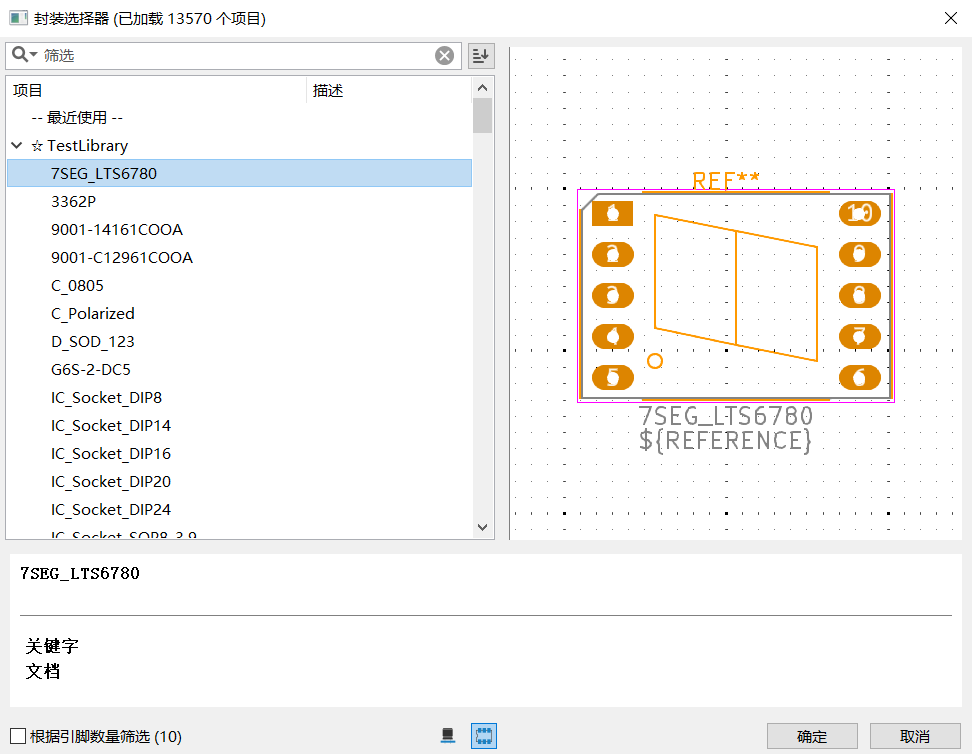 封装选择器 (已加载 13570 个项目)
筛选
项目 描述
-- 最近使用 --
☆ TestLibrary
7SEG_LTS6780
3362P
9001-14161COOA
9001-C12961COOA
C_0805
C_Polarized
D_SOD_123
G6S-2-DC5
IC_Socket_DIP8
IC_Socket_DIP14
IC_Socket_DIP16
IC_Socket_DIP20
IC_Socket_DIP24
IC_Socket_SOP8-3.9
REF**
1 10
2 9
3 8
4 7
5 6
7SEG_LTS6780
${REFERENCE}
7SEG_LTS6780
关键字
文档
根据引脚数量筛选 (10)
确定 取消